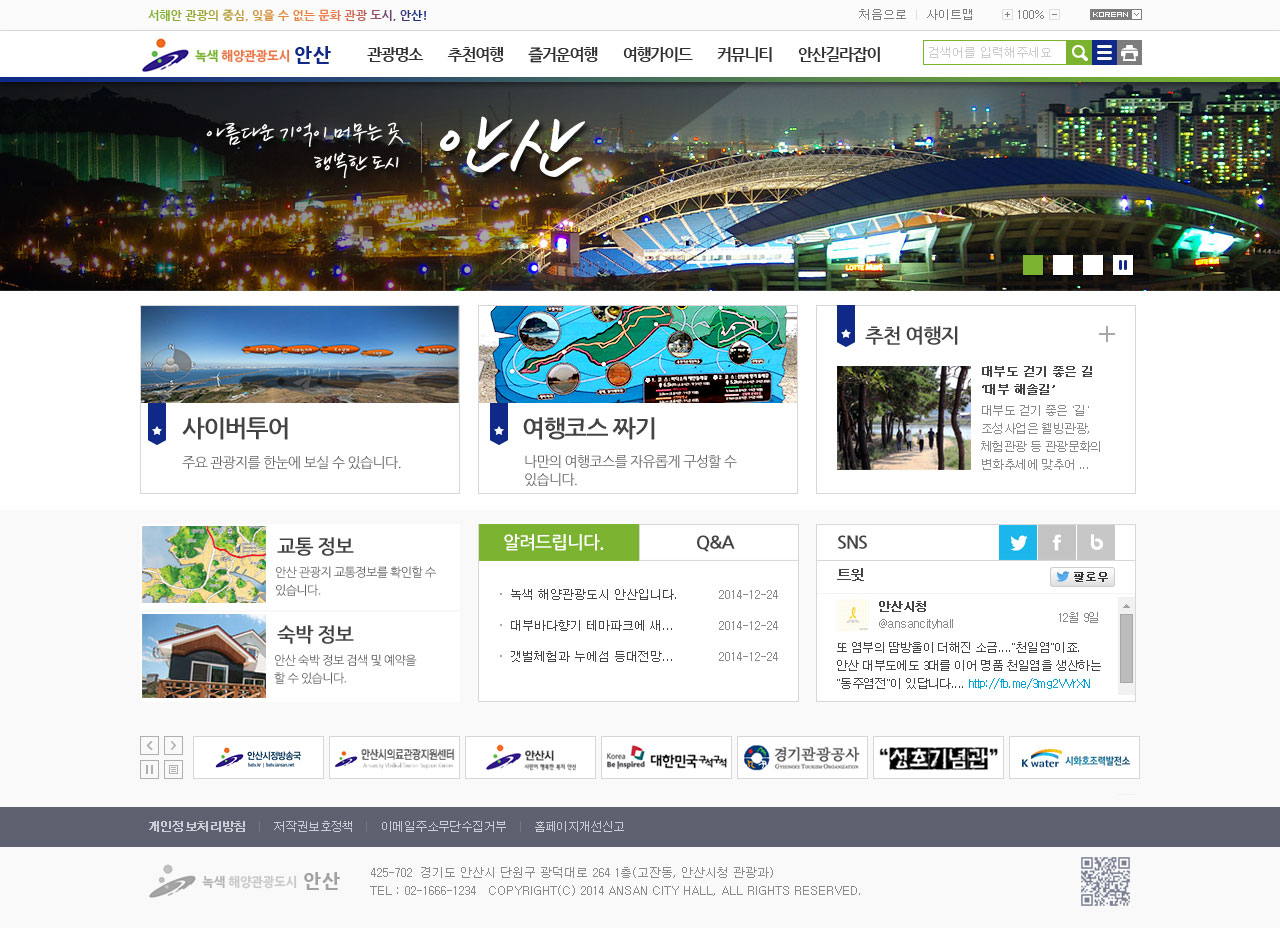 서해안 관광의 중심, 잊을 수 없는 문화 관광 도시, 안산!
처음으로
사이트맵
100%
KOREAN
녹색 해양관광도시 안산
관광명소
추천여행
즐거운여행
여행가이드
커뮤니티
안산길라잡이
검색어를 입력해주세요
아름다운 기억이 머무는 곳
행복한 도시
안산
LOTTE Mart
사이버투어
주요 관광지를 한눈에 보실 수 있습니다.
여행코스 짜기
나만의 여행코스를 자유롭게 구성할 수
있습니다.
추천 여행지
대부도 걷기 좋은 길
'대부 해솔길'
대부도 걷기 좋은 '길'
조성사업은 웰빙관광,
체험관광 등 관광문화의
변화추세에 맞추어 ...
교통 정보
안산 관광지 교통정보를 확인할 수
있습니다.
숙박 정보
안산 숙박 정보 검색 및 예약을
할 수 있습니다.
알려드립니다.
Q&A
· 녹색 해양관광도시 안산입니다. 2014-12-24
· 대부바다향기 테마파크에 새... 2014-12-24
· 갯벌체험과 누에섬 등대전망... 2014-12-24
SNS
트윗
팔로우
안산시청
@ansancityhall
12월 9일
또 염부의 땀방울이 더해진 소금...."천일염"이죠.
안산 대부도에도 3대를 이어 명품 천일염을 생산하는
"동주염전"이 있답니다.... http://fb.me/3mg2VVrXN
안산시정방송국
안산시의료관광지원센터
안산시
Korea
Be Inspired 대한민국구석구석
경기관광공사
GYEONGGI TOURISM ORGANIZATION
"성호기념관"
K water 시화호조력발전소
개인정보처리방침
저작권보호정책
이메일주소무단수집거부
홈페이지개선신고
녹색 해양관광도시 안산
425-702 경기도 안산시 단원구 광덕대로 264 1층(고잔동, 안산시청 관광과)
TEL : 02-1666-1234 COPYRIGHT(C) 2014 ANSAN CITY HALL, ALL RIGHTS RESERVED.